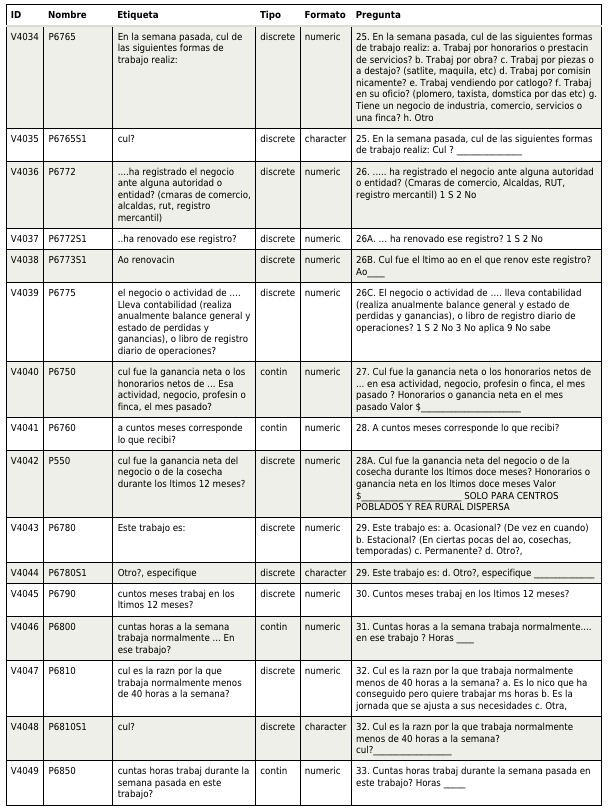 ID Nombre Etiqueta Tipo Formato Pregunta
V4034 P6765 En la semana pasada, cul de las siguientes formas de trabajo realiz: discrete numeric 25. En la semana pasada, cul de las siguientes formas
de trabajo realiz: a. Trabaj por honorarios o prestacin
de servicios? b. Trabaj por obra? c. Trabaj por piezas o
a destajo? (satlite, maquila, etc) d. Trabaj por comisin
nicamente? e. Trabaj vendiendo por catlogo? f. Trabaj
en su oficio? (plomero, taxista, domstica por das etc) g.
Tiene un negocio de industria, comercio, servicios o
una finca? h. Otro
V4035 P6765S1 cul? discrete character 25. En la semana pasada, cul de las siguientes formas
de trabajo realiz: Cul ? _______________
V4036 P6772 ....ha registrado el negocio
ante alguna autoridad o
entidad? (cmaras de comercio,
alcaldas, rut, registro
mercantil) discrete numeric 26. ..... ha registrado el negocio ante alguna autoridad
o entidad? (Cmaras de comercio, Alcaldas, RUT,
registro mercantil) 1 S 2 No
V4037 P6772S1 ..ha renovado ese registro? discrete numeric 26A. ... ha renovado ese registro? 1 S 2 No
V4038 P6773S1 Ao renovacin discrete numeric 26B. Cul fue el ltimo ao en el que renov este registro?
Ao____
V4039 P6775 el negocio o actividad de ....
Lleva contabilidad (realiza
anualmente balance general y
estado de perdidas y
ganancias), o libro de registro
diario de operaciones? discrete numeric 26C. El negocio o actividad de .... lleva contabilidad
(realiza anualmente balance general y estado de
perdidas y ganancias), o libro de registro diario de
operaciones? 1 S 2 No 3 No aplica 9 No sabe
V4040 P6750 cul fue la ganancia neta o los
honorarios netos de ... Esa
actividad, negocio, profesin o
finca, el mes pasado? contin numeric 27. Cul fue la ganancia neta o los honorarios netos de
... en esa actividad, negocio, profesin o finca, el mes
pasado ? Honorarios o ganancia neta en el mes
pasado Valor $_______________________
V4041 P6760 a cuntos meses corresponde
lo que recibi? contin numeric 28. A cuntos meses corresponde lo que recibi?
V4042 P550 cul fue la ganancia neta del
negocio o de la cosecha
durante los ltimos 12 meses? discrete numeric 28A. Cul fue la ganancia neta del negocio o de la
cosecha durante los ltimos doce meses? Honorarios o
ganancia neta en los ltimos doce meses Valor
$_______________________ SOLO PARA CENTROS
POBLADOS Y REA RURAL DISPERSA
V4043 P6780 Este trabajo es: discrete numeric 29. Este trabajo es: a. Ocasional? (De vez en cuando)
b. Estacional? (En ciertas pocas del ao, cosechas,
temporadas) c. Permanente? d. Otro?,
V4044 P6780S1 Otro?, especifique discrete character 29. Este trabajo es: d. Otro?, especifique ______________
V4045 P6790 cuntos meses trabaj en los
ltimos 12 meses? discrete numeric 30. Cuntos meses trabaj en los ltimos 12 meses?
V4046 P6800 cuntas horas a la semana
trabaja normalmente ... En
ese trabajo? contin numeric 31. Cuntas horas a la semana trabaja normalmente....
en ese trabajo ? Horas ____
V4047 P6810 cul es la razn por la que
trabaja normalmente menos
de 40 horas a la semana? discrete numeric 32. Cul es la razn por la que trabaja normalmente
menos de 40 horas a la semana? a. Es lo nico que ha
conseguido pero quiere trabajar ms horas b. Es la
jornada que se ajusta a sus necesidades c. Otra,
V4048 P6810S1 cul? discrete character 32. Cul es la razn por la que trabaja normalmente
menos de 40 horas a la semana?
cul?__________________
V4049 P6850 cuntas horas trabaj durante la
semana pasada en este
trabajo? contin numeric 33. Cuntas horas trabaj durante la semana pasada en
este trabajo? Horas _____